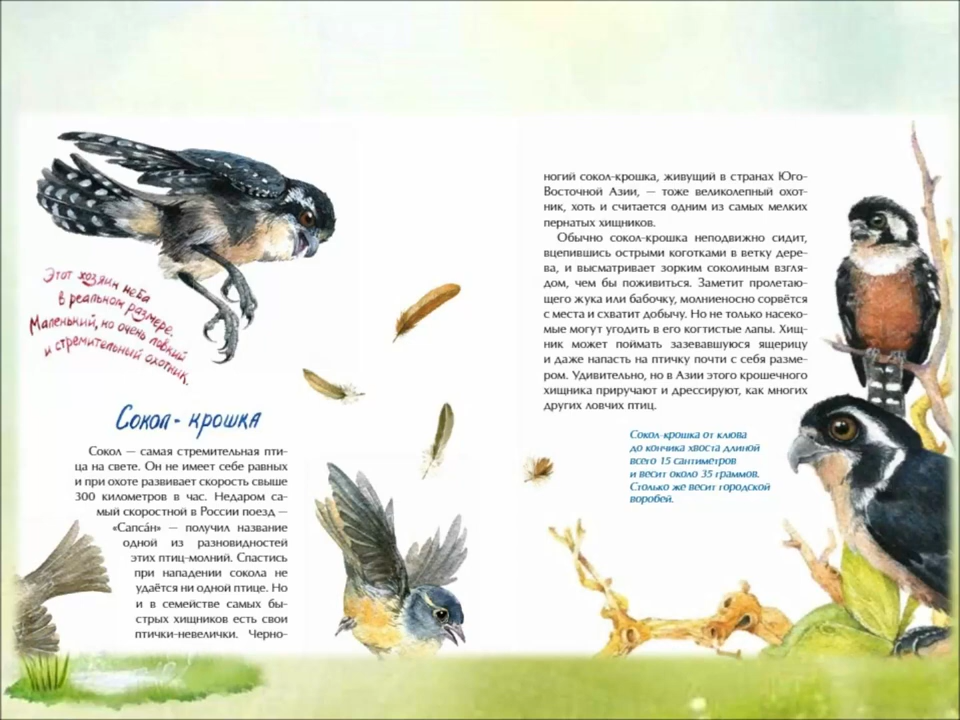 Этот хозяин неба
в реальном размере.
Маленький, но очень ловкий
и стремительный охотник.
Сокол - крошка
Сокол — самая стремительная пти-
ца на свете. Он не имеет себе равных
и при охоте развивает скорость свыше
300 километров в час. Недаром са-
мый скоростной в России поезд —
«Сапсáн» — получил название
одной из разновидностей
этих птиц-молний. Спастись
при нападении сокола не
удаётся ни одной птице. Но
и в семействе самых бы-
стрых хищников есть свои
птички-невелички. Черно-
ногий сокол-крошка, живущий в странах Юго-
Восточной Азии, — тоже великолепный охот-
ник, хоть и считается одним из самых мелких
пернатых хищников.
Обычно сокол-крошка неподвижно сидит,
вцепившись острыми коготками в ветку дере-
ва, и высматривает зорким соколиным взгля-
дом, чем бы поживиться. Заметит пролетаю-
щего жука или бабочку, молниеносно сорвётся
с места и схватит добычу. Но не только насеко-
мые могут угодить в его когтистые лапы. Хищ-
ник может поймать зазевавшуюся ящерицу
и даже напасть на птичку почти с себя разме-
ром. Удивительно, но в Азии этого крошечного
хищника приручают и дрессируют, как многих
других ловчих птиц.
Сокол-крошка от клюва
до кончика хвоста длиной
всего 15 сантиметров
и весит около 35 граммов.
Столько же весит городской
воробей.